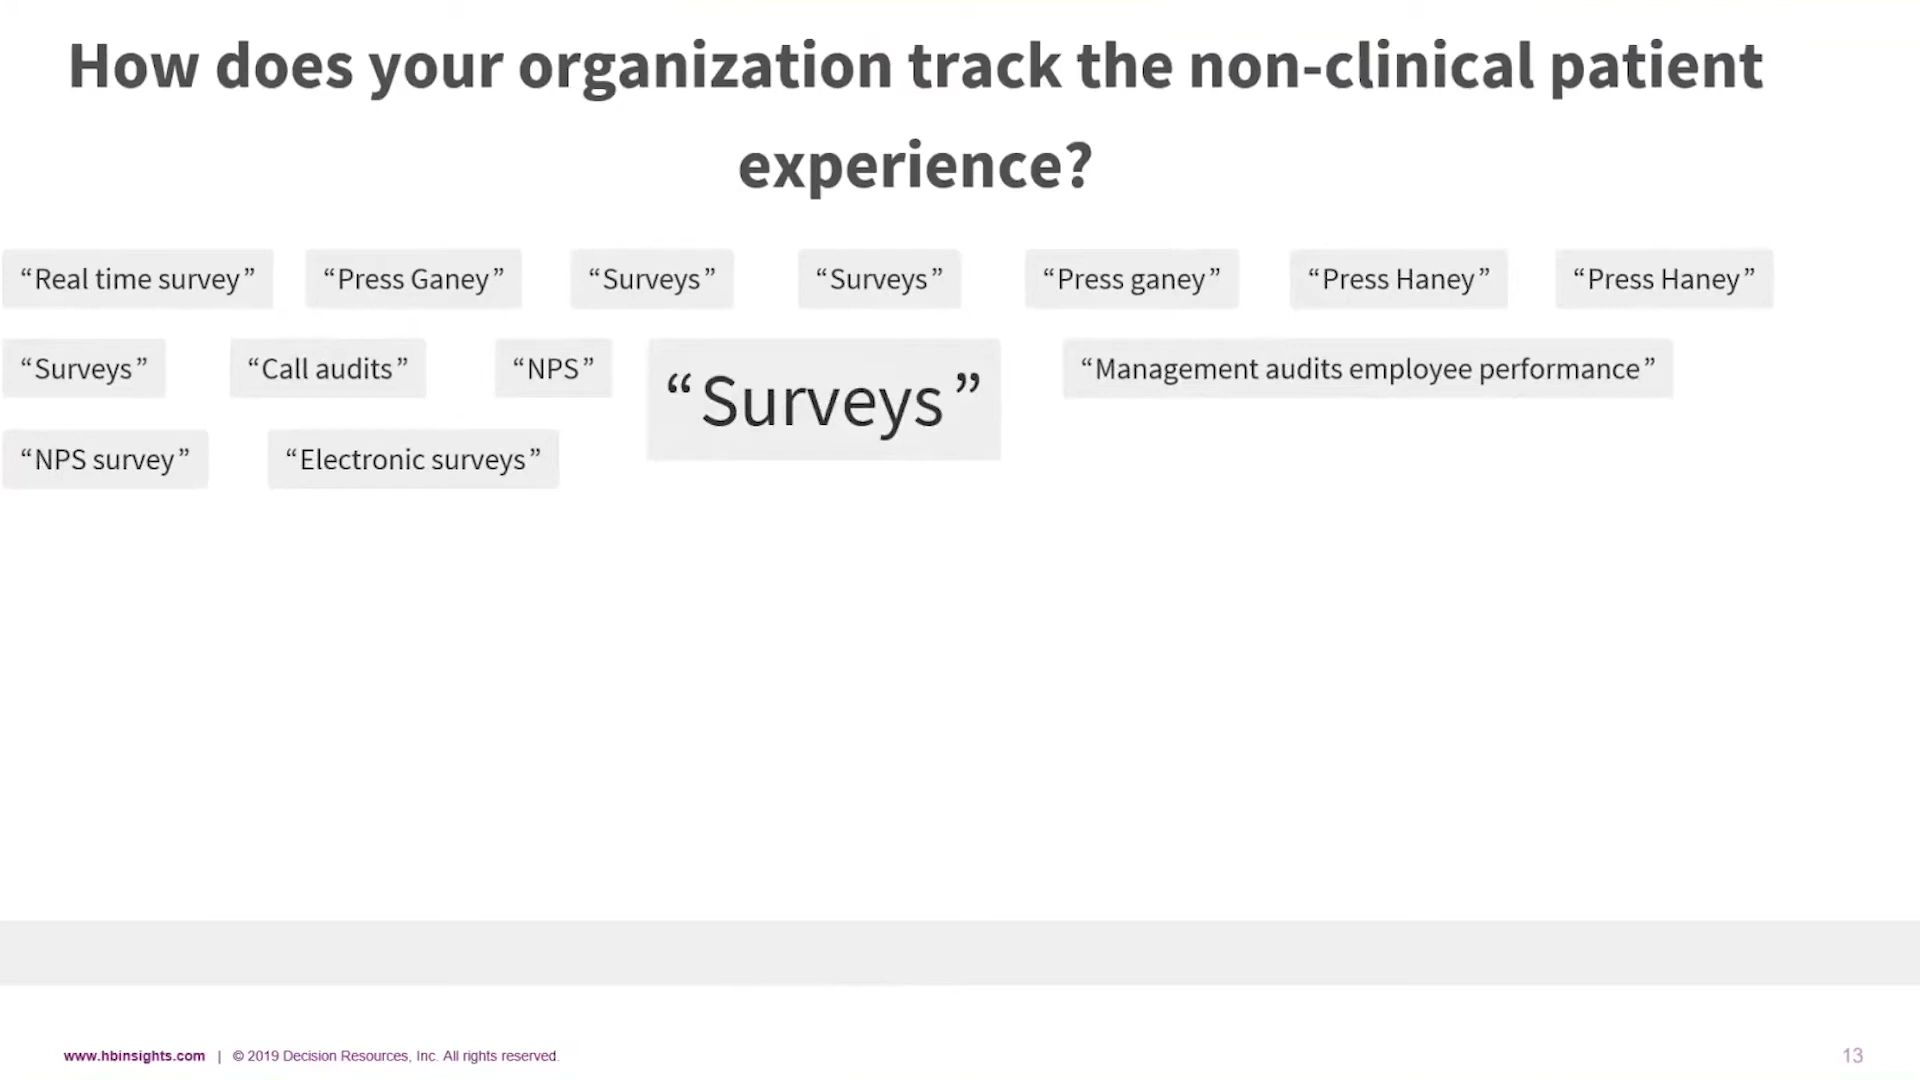 How does your organization track the non-clinical patient
experience?
“Real time survey” “Press Ganey” “Surveys” “Surveys” “Press ganey” “Press Haney” “Press Haney”
“Surveys” “Call audits” “NPS” “Surveys” “Management audits employee performance”
“NPS survey” “Electronic surveys”
www.hbinsights.com | © 2019 Decision Resources, Inc. All rights reserved. 13